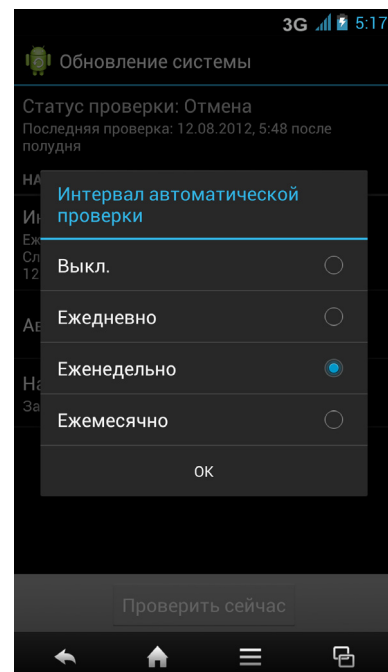 3G 5:17
Обновление системы
Статус проверки: Отмена
Последняя проверка: 12.08.2012, 5:48 после
полудня
Интервал автоматической
проверки
Выкл.
Ежедневно
Еженедельно
Ежемесячно
ОК
Проверить сейчас